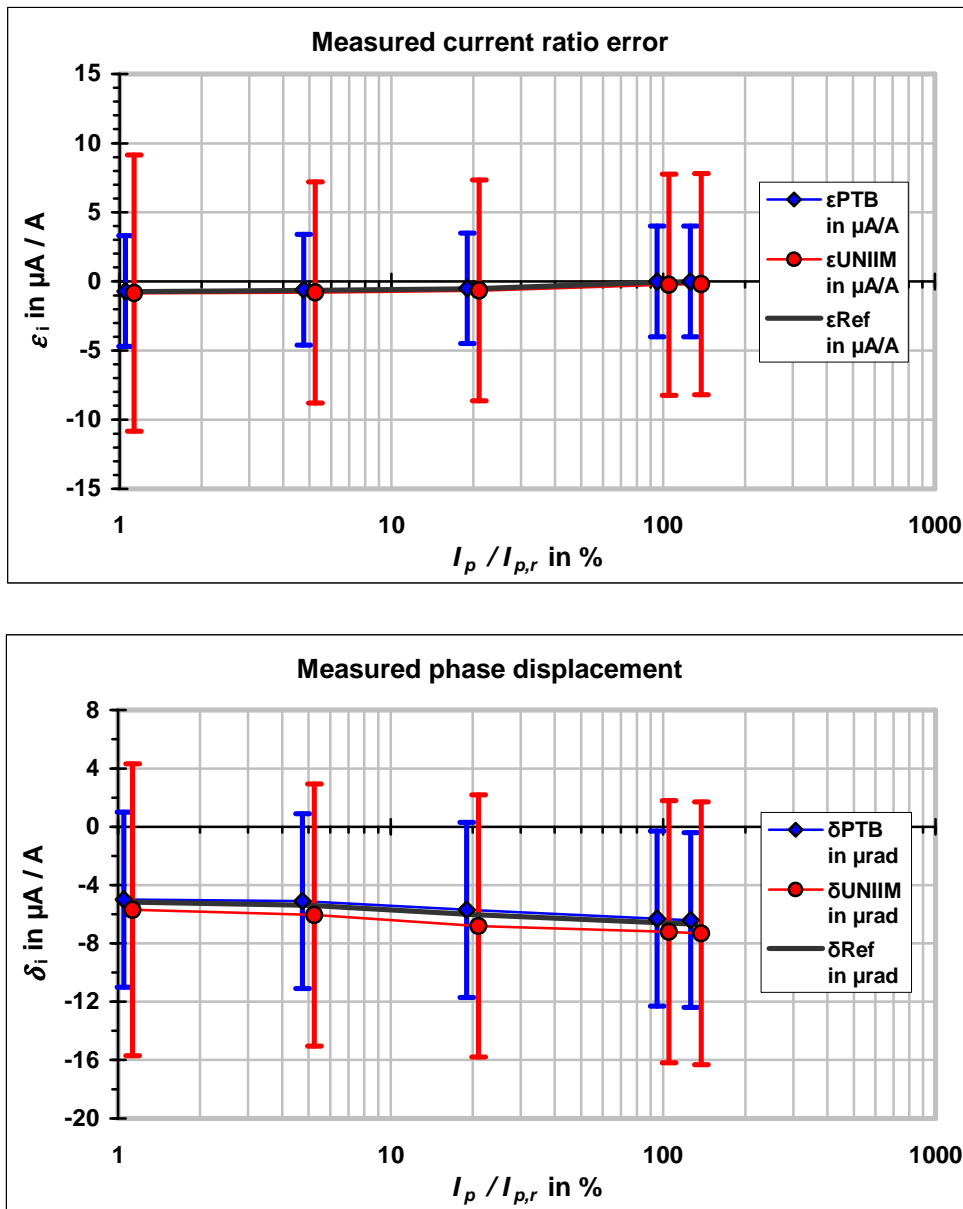 Measured current ratio error
15
10
5
0
-5
-10
-15
εi in µA / A
1
10
100
1000
Ip / Ip,r in %
εPTB
in µA/A
εUNIIM
in µA/A
εRef
in µA/A
Measured phase displacement
8
4
0
-4
-8
-12
-16
-20
δi in µA / A
1
10
100
1000
Ip / Ip,r in %
δPTB
in µrad
δUNIIM
in µrad
δRef
in µrad